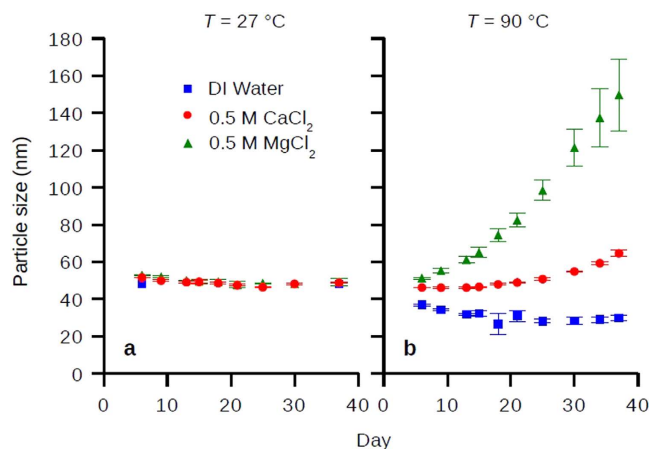 T = 27 °C
T = 90 °C
Particle size (nm)
180
160
140
120
100
80
60
40
20
0
DI Water
0.5 M CaCl₂
0.5 M MgCl₂
a
b
0 10 20 30 40
0 10 20 30 40
Day